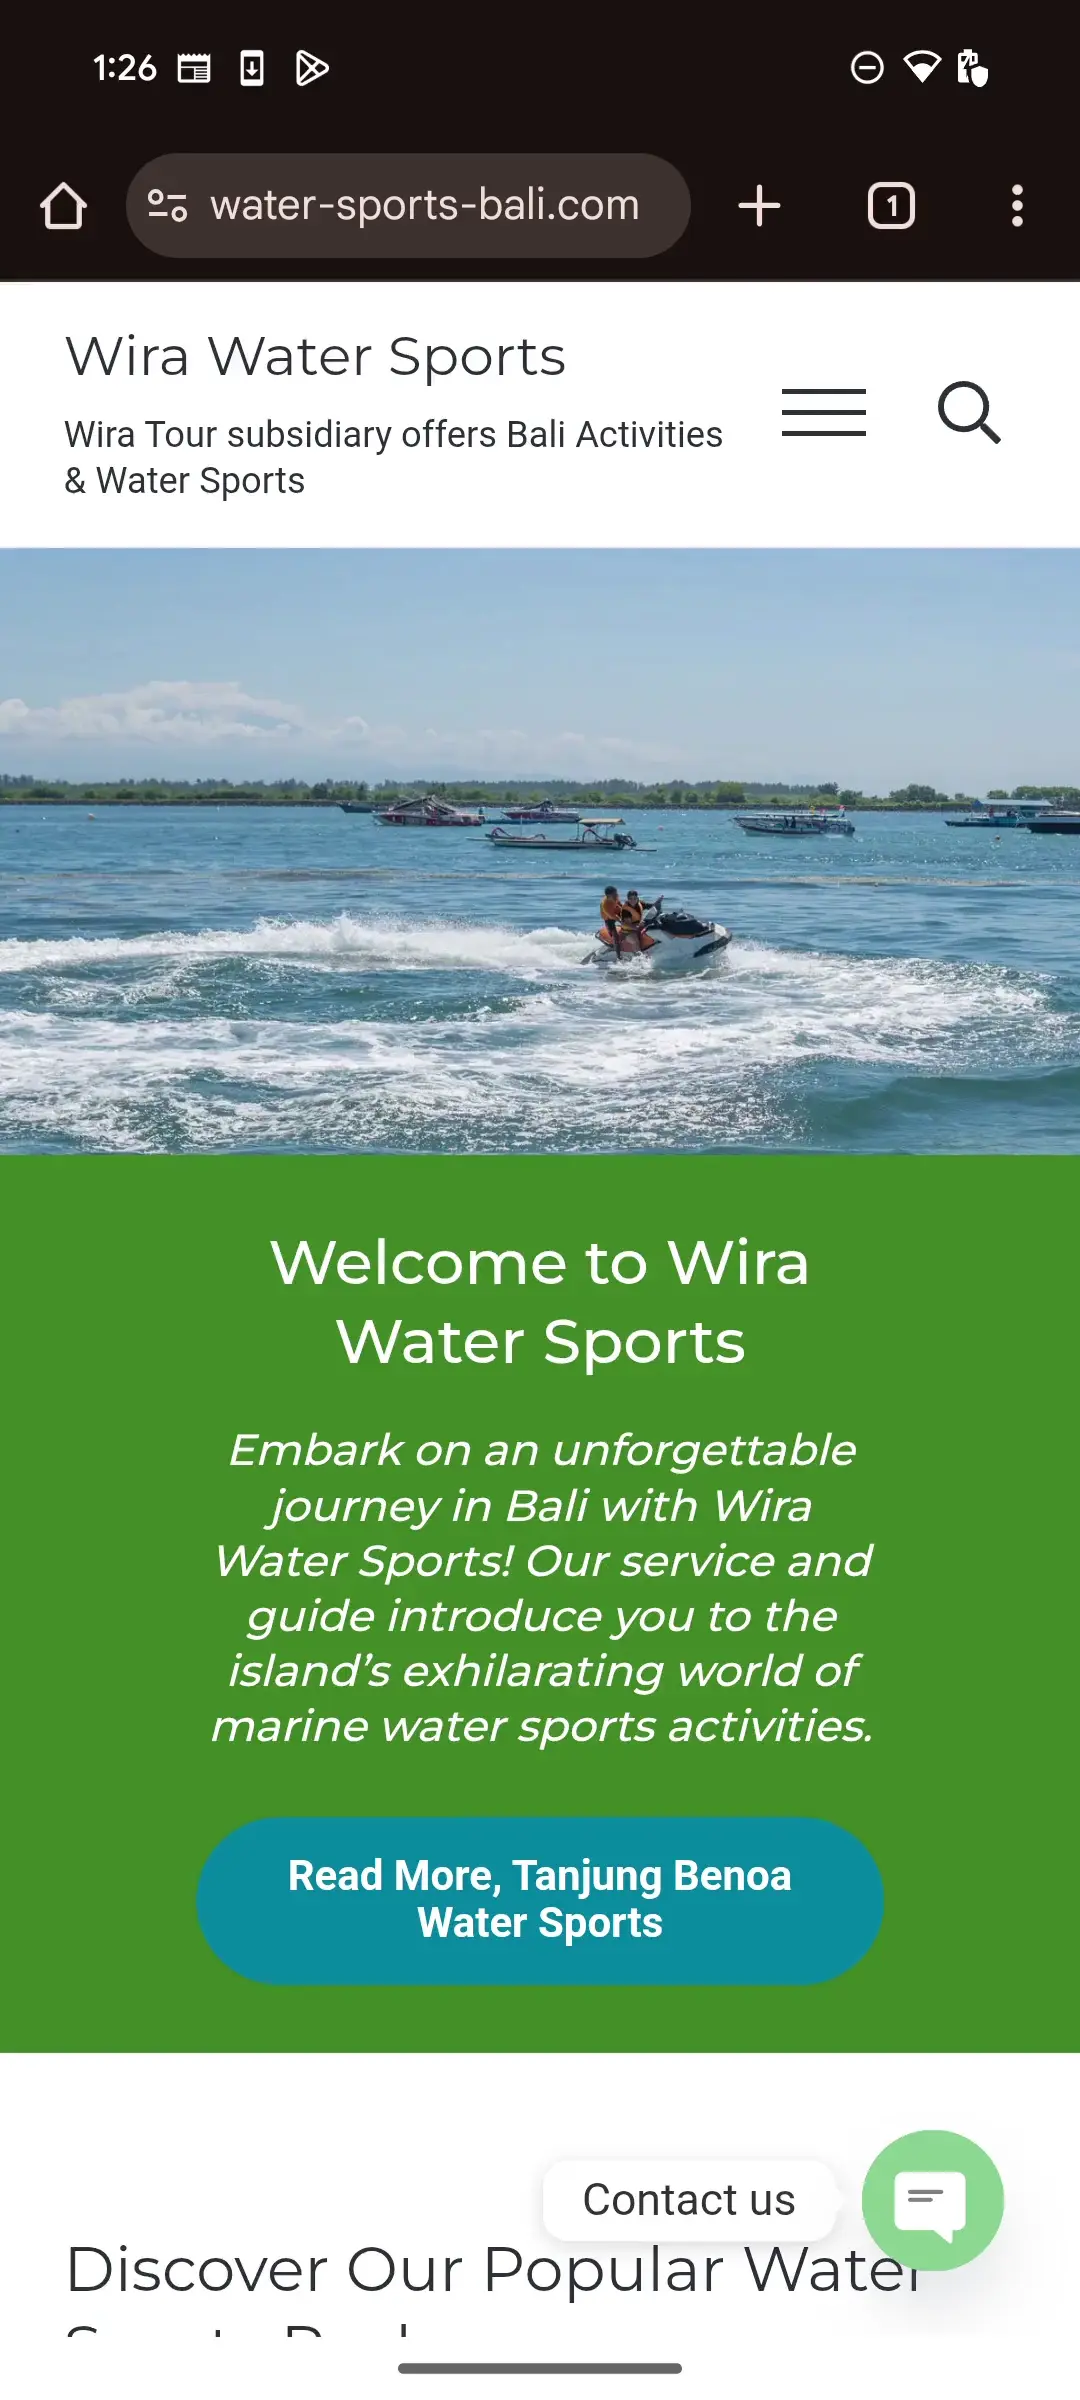 1:26
water-sports-bali.com
1
Wira Water Sports
Wira Tour subsidiary offers Bali Activities
& Water Sports
Welcome to Wira
Water Sports
Embark on an unforgettable
journey in Bali with Wira
Water Sports! Our service and
guide introduce you to the
island’s exhilarating world of
marine water sports activities.
Read More, Tanjung Benoa
Water Sports
Contact us
Discover Our Popular Water